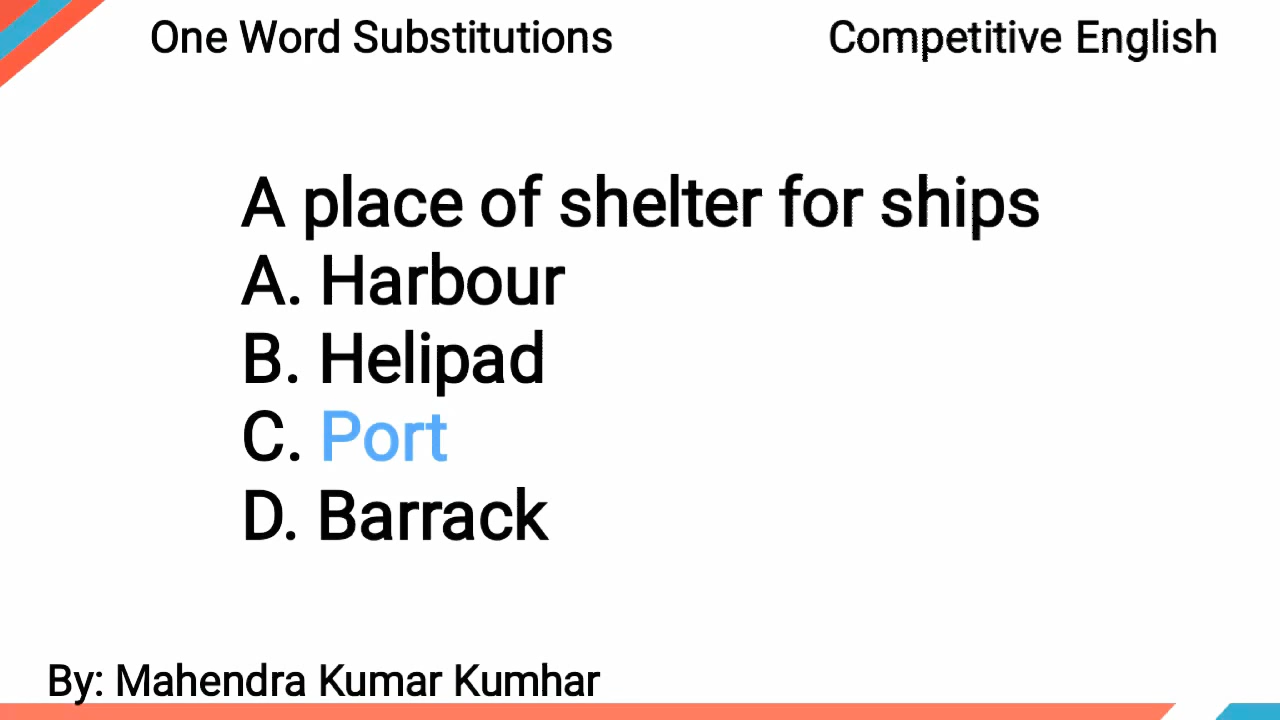 One Word Substitutions
Competitive English
A place of shelter for ships
A. Harbour
B. Helipad
C. Port
D. Barrack
By: Mahendra Kumar Kumhar